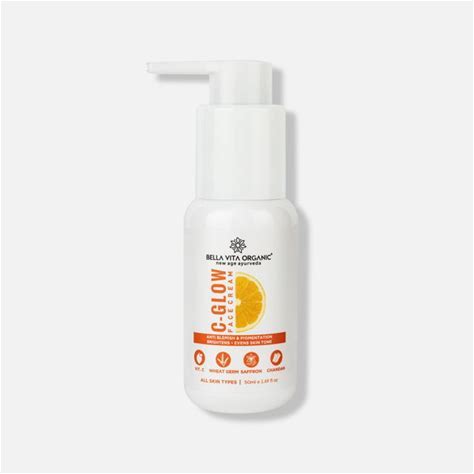 BELLA VITA ORGANIC®
new age ayurveda
C-GLOW
FACE CREAM
ANTI BLEMISH & PIGMENTATION
BRIGHTENS • EVENS SKIN TONE
VIT. C WHEAT GERM SAFFRON CHANDAN
ALL SKIN TYPES | 50ml e 1.69 fl oz